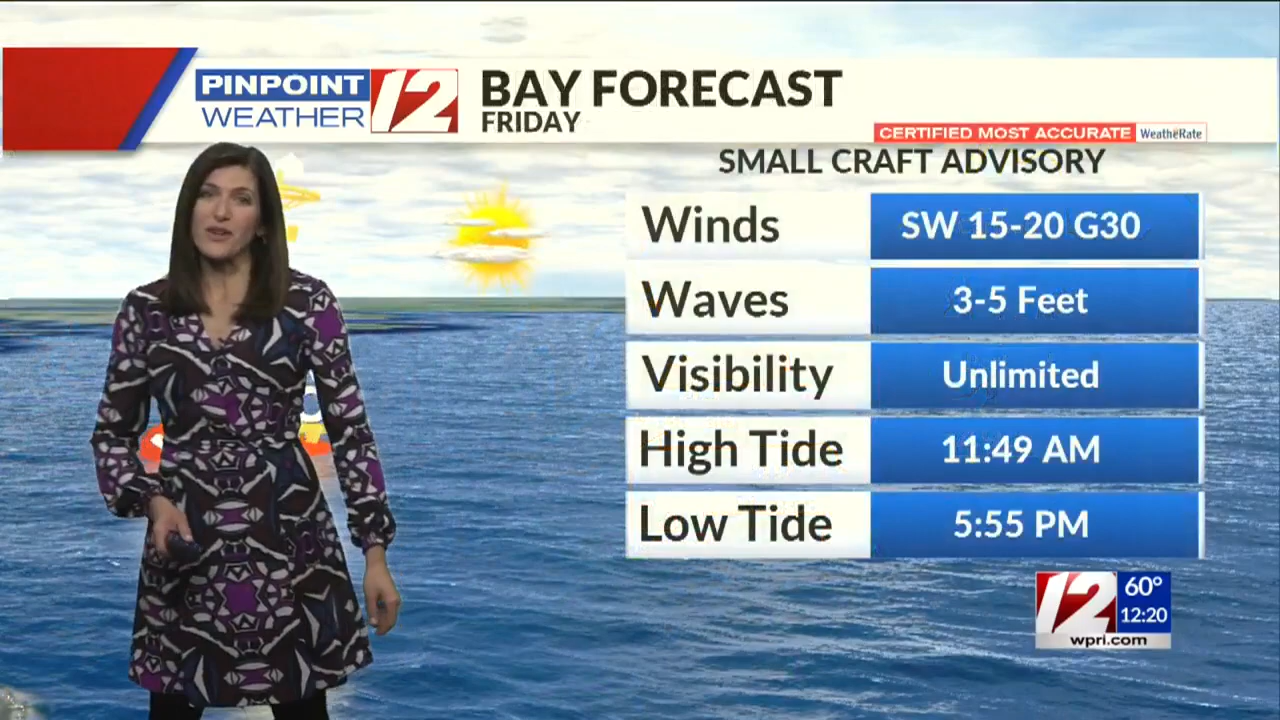 PINPOINT
WEATHER
12
BAY FORECAST
FRIDAY
CERTIFIED MOST ACCURATE WeatheRate
SMALL CRAFT ADVISORY
Winds SW 15-20 G30
Waves 3-5 Feet
Visibility Unlimited
High Tide 11:49 AM
Low Tide 5:55 PM
12 60°
12:20
wpri.com